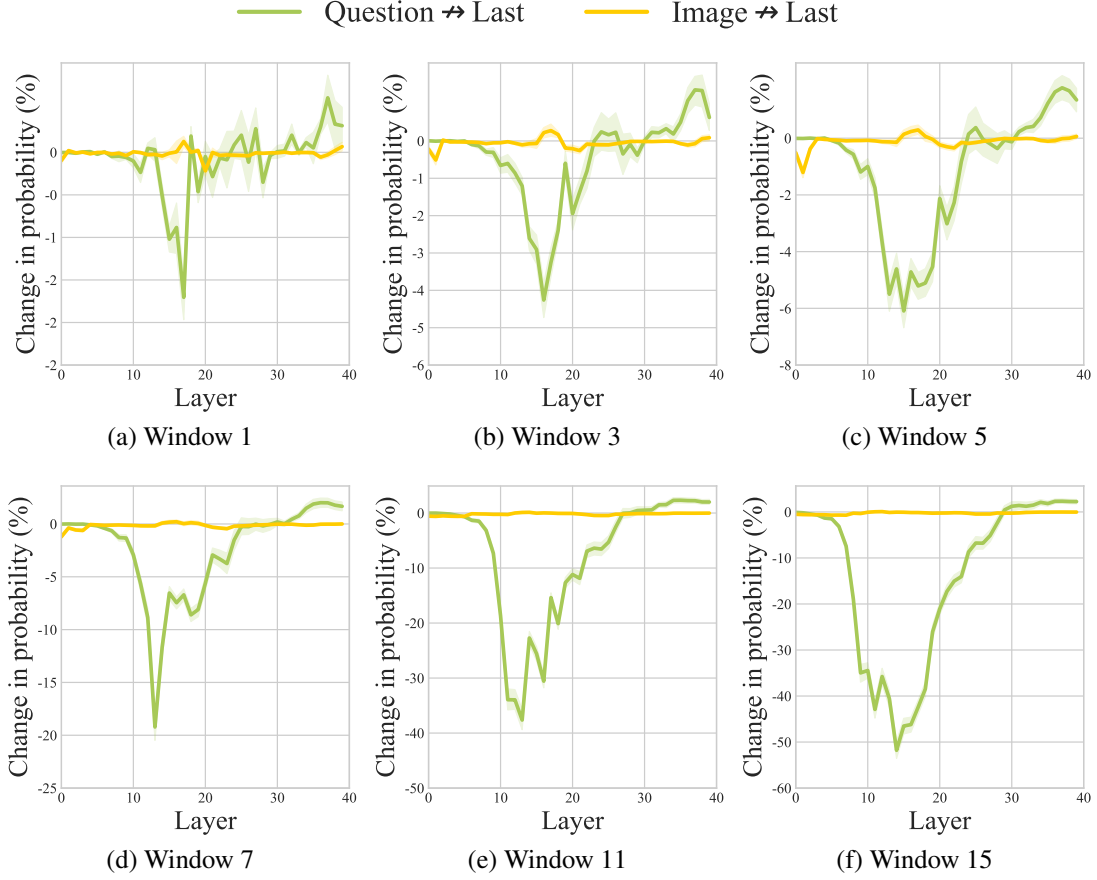 Question ↛ Last Image ↛ Last
Change in probability (%)
0
-0
-1
-2
-2
-2
0 10 20 30 40
Layer
(a) Window 1
Change in probability (%)
0
-1
-2
-3
-4
-5
-6
0 10 20 30 40
Layer
(b) Window 3
Change in probability (%)
0
-2
-4
-6
-8
0 10 20 30 40
Layer
(c) Window 5
Change in probability (%)
0
-5
-10
-15
-20
-25
0 10 20 30 40
Layer
(d) Window 7
Change in probability (%)
0
-10
-20
-30
-40
-50
0 10 20 30 40
Layer
(e) Window 11
Change in probability (%)
0
-10
-20
-30
-40
-50
-60
0 10 20 30 40
Layer
(f) Window 15